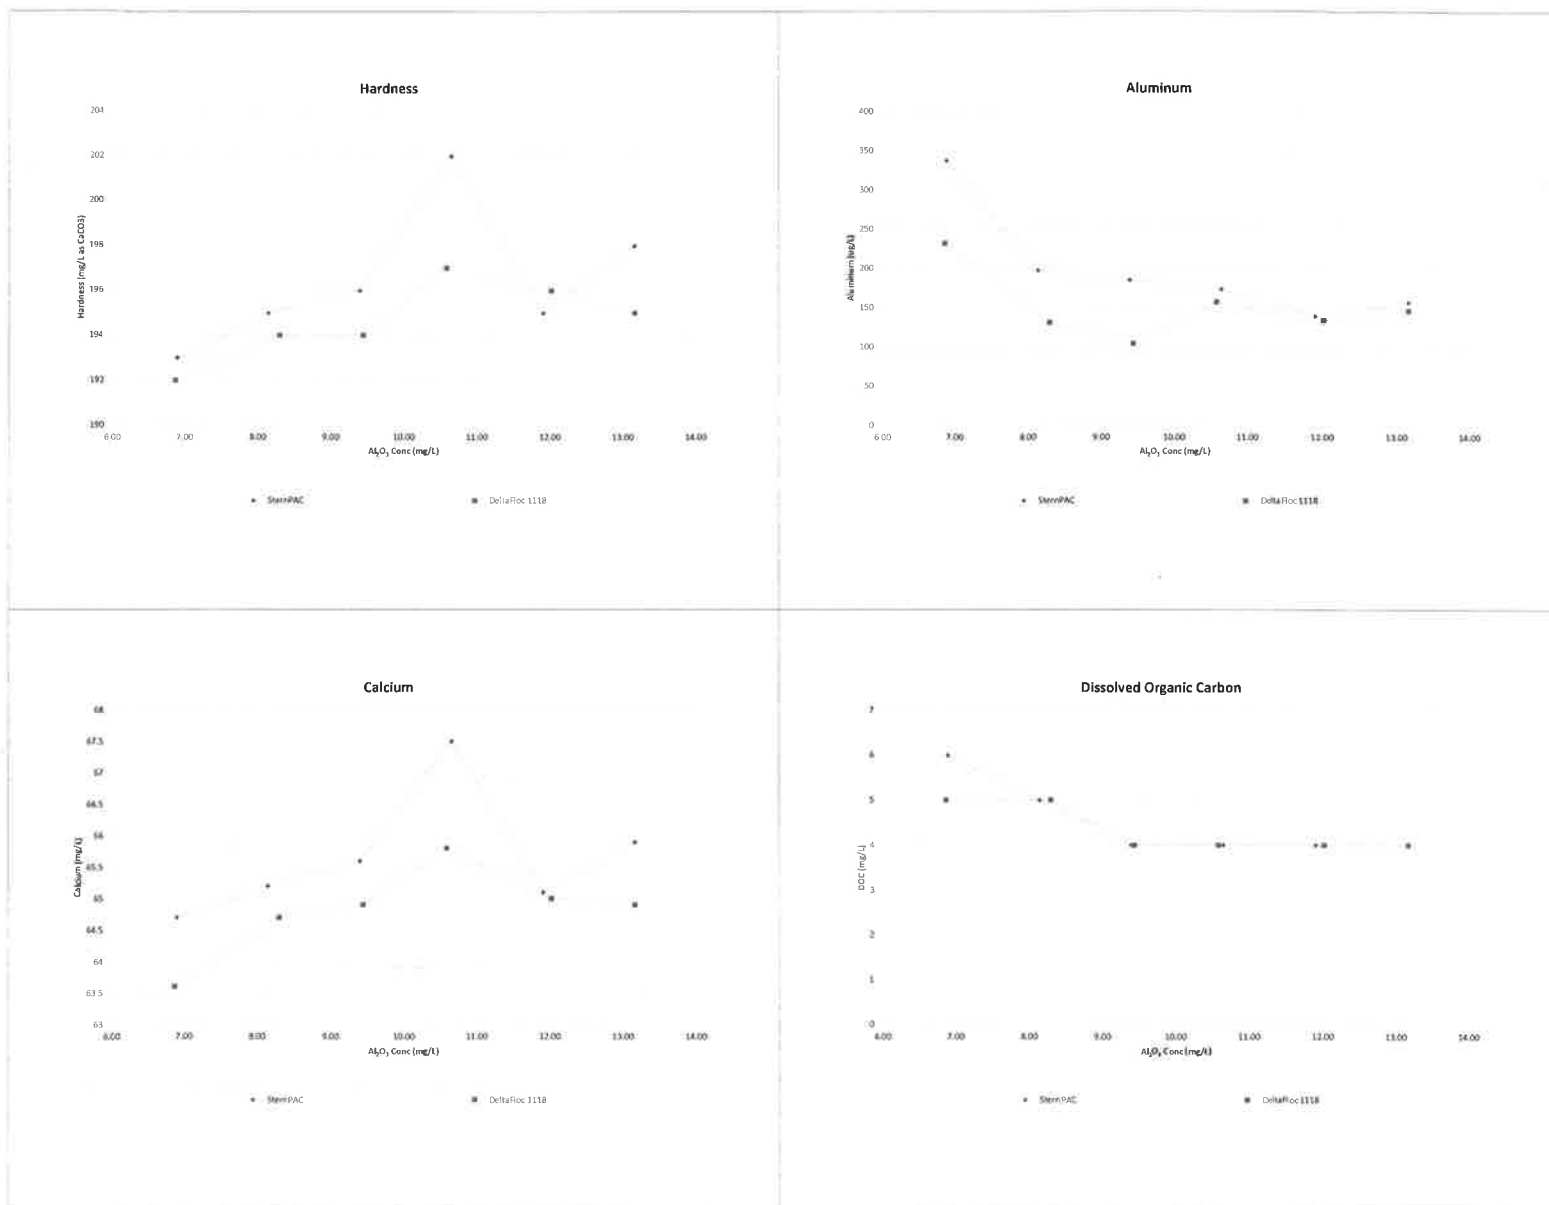 Hardness
204
202
200
198
196
194
192
190
Hardness (mg/L as CaCO3)
6.00 7.00 8.00 9.00 10.00 11.00 12.00 13.00 14.00
Al₂O₃ Conc (mg/L)
SternPAC DeltaFloc 1118
Aluminum
400
350
300
250
200
150
100
50
0
Aluminum (ug/L)
6.00 7.00 8.00 9.00 10.00 11.00 12.00 13.00 14.00
Al₂O₃ Conc (mg/L)
SternPAC DeltaFloc 1118
Calcium
68
67.5
67
66.5
66
65.5
65
64.5
64
63.5
63
Calcium (mg/L)
6.00 7.00 8.00 9.00 10.00 11.00 12.00 13.00 14.00
Al₂O₃ Conc (mg/L)
SternPAC DeltaFloc 1118
Dissolved Organic Carbon
7
6
5
4
3
2
1
0
DOC (mg/L)
6.00 7.00 8.00 9.00 10.00 11.00 12.00 13.00 14.00
Al₂O₃ Conc (mg/L)
SternPAC DeltaFloc 1118